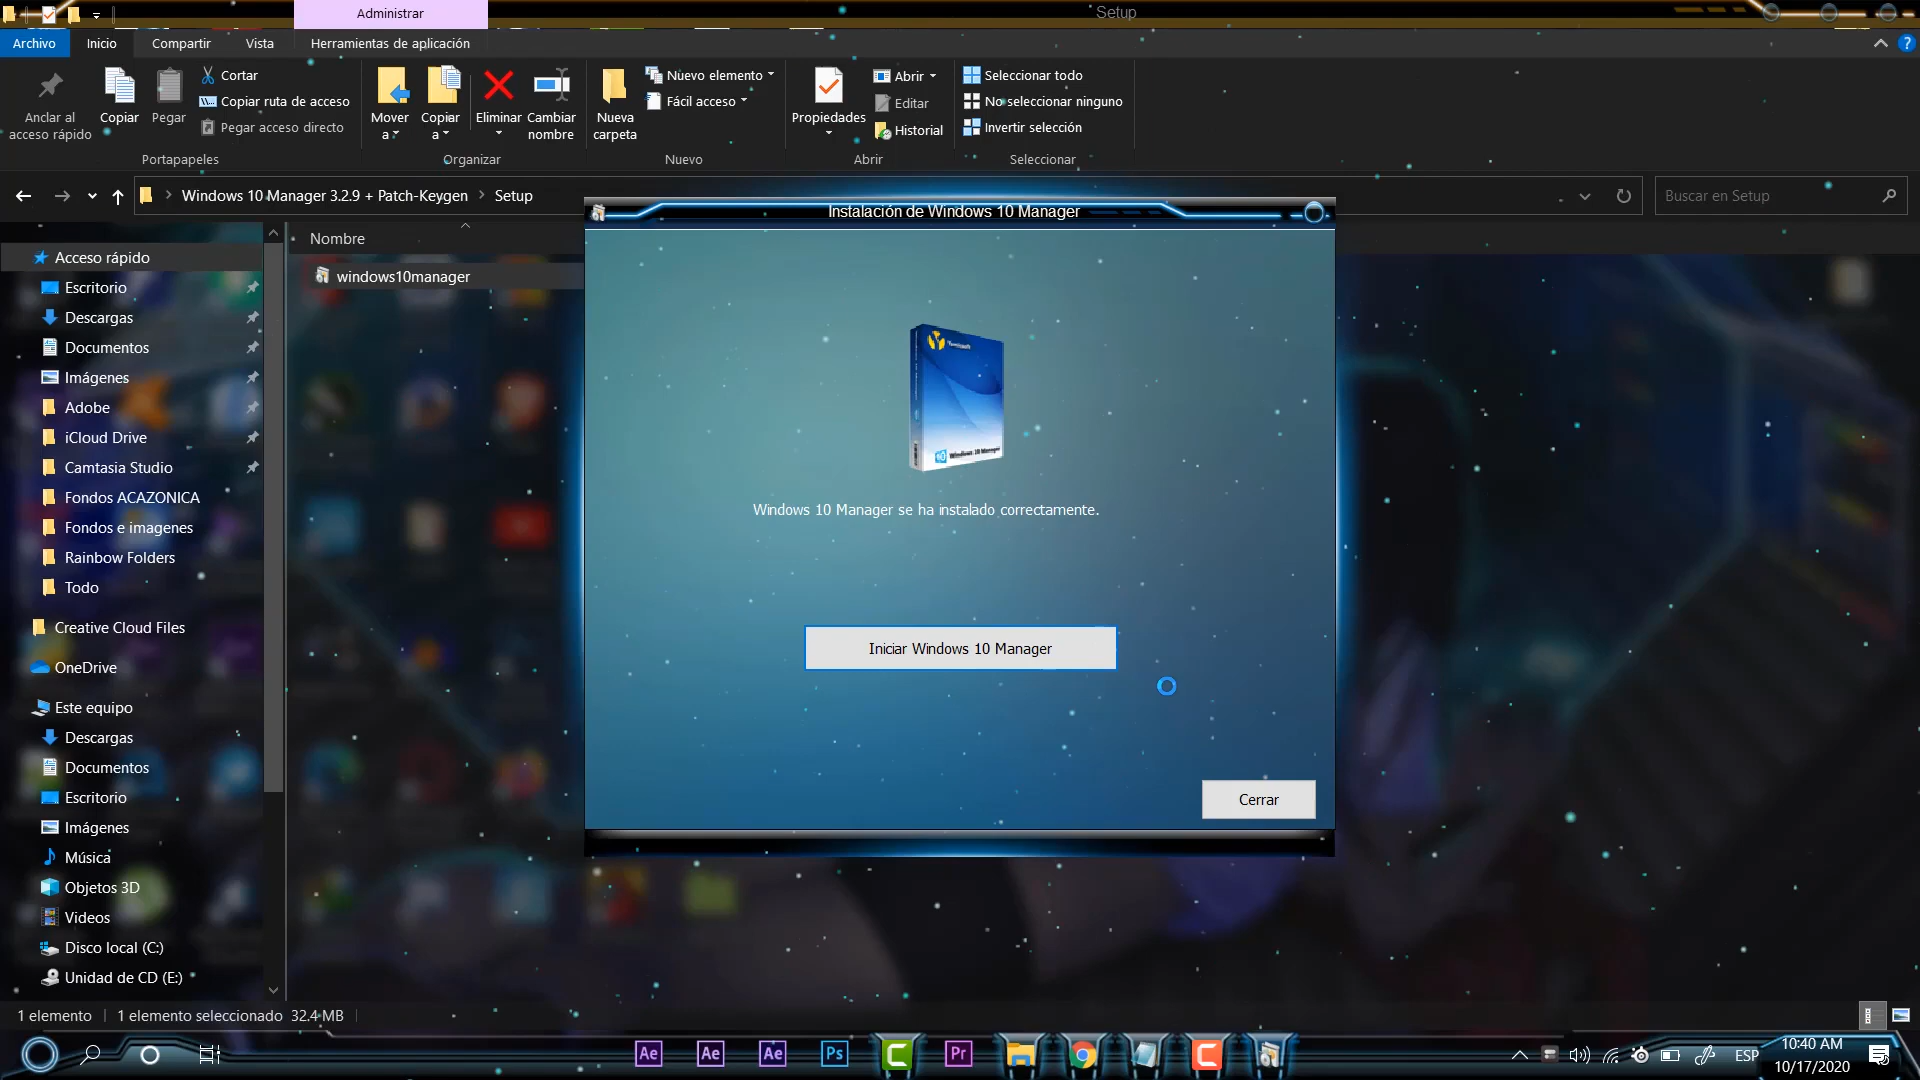 Administrar
Setup
Archivo
Inicio
Compartir
Vista
Herramientas de aplicación
Anclar al
acceso rápido
Copiar
Pegar
Cortar
Copiar ruta de acceso
Pegar acceso directo
Portapapeles
Mover
a
Copiar
a
Eliminar
Cambiar
nombre
Organizar
Nueva
carpeta
Nuevo elemento
Fácil acceso
Nuevo
Propiedades
Abrir
Editar
Historial
Abrir
Seleccionar todo
No seleccionar ninguno
Invertir selección
Seleccionar
Windows 10 Manager 3.2.9 + Patch-Keygen
Setup
Buscar en Setup
Nombre
windows10manager
Acceso rápido
Escritorio
Descargas
Documentos
Imágenes
Adobe
iCloud Drive
Camtasia Studio
Fondos ACAZONICA
Fondos e imagenes
Rainbow Folders
Todo
Creative Cloud Files
OneDrive
Este equipo
Descargas
Documentos
Escritorio
Imágenes
Música
Objetos 3D
Videos
Disco local (C:)
Unidad de CD (E:)
Instalación de Windows 10 Manager
Windows 10 Manager
Windows 10 Manager se ha instalado correctamente.
Iniciar Windows 10 Manager
Cerrar
1 elemento
1 elemento seleccionado
32.4 MB
Ae
Ae
Ae
Ps
Pr
ESP
10:40 AM
10/17/2020